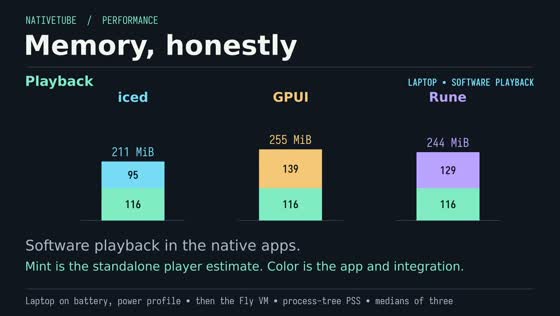 NATIVETUBE / PERFORMANCE
Memory, honestly
Playback
LAPTOP • SOFTWARE PLAYBACK
iced GPUI Rune
211 MiB 255 MiB 244 MiB
95 139 129
116 116 116
Software playback in the native apps.
Mint is the standalone player estimate. Color is the app and integration.
Laptop on battery, power profile • then the Fly VM • process-tree PSS • medians of three